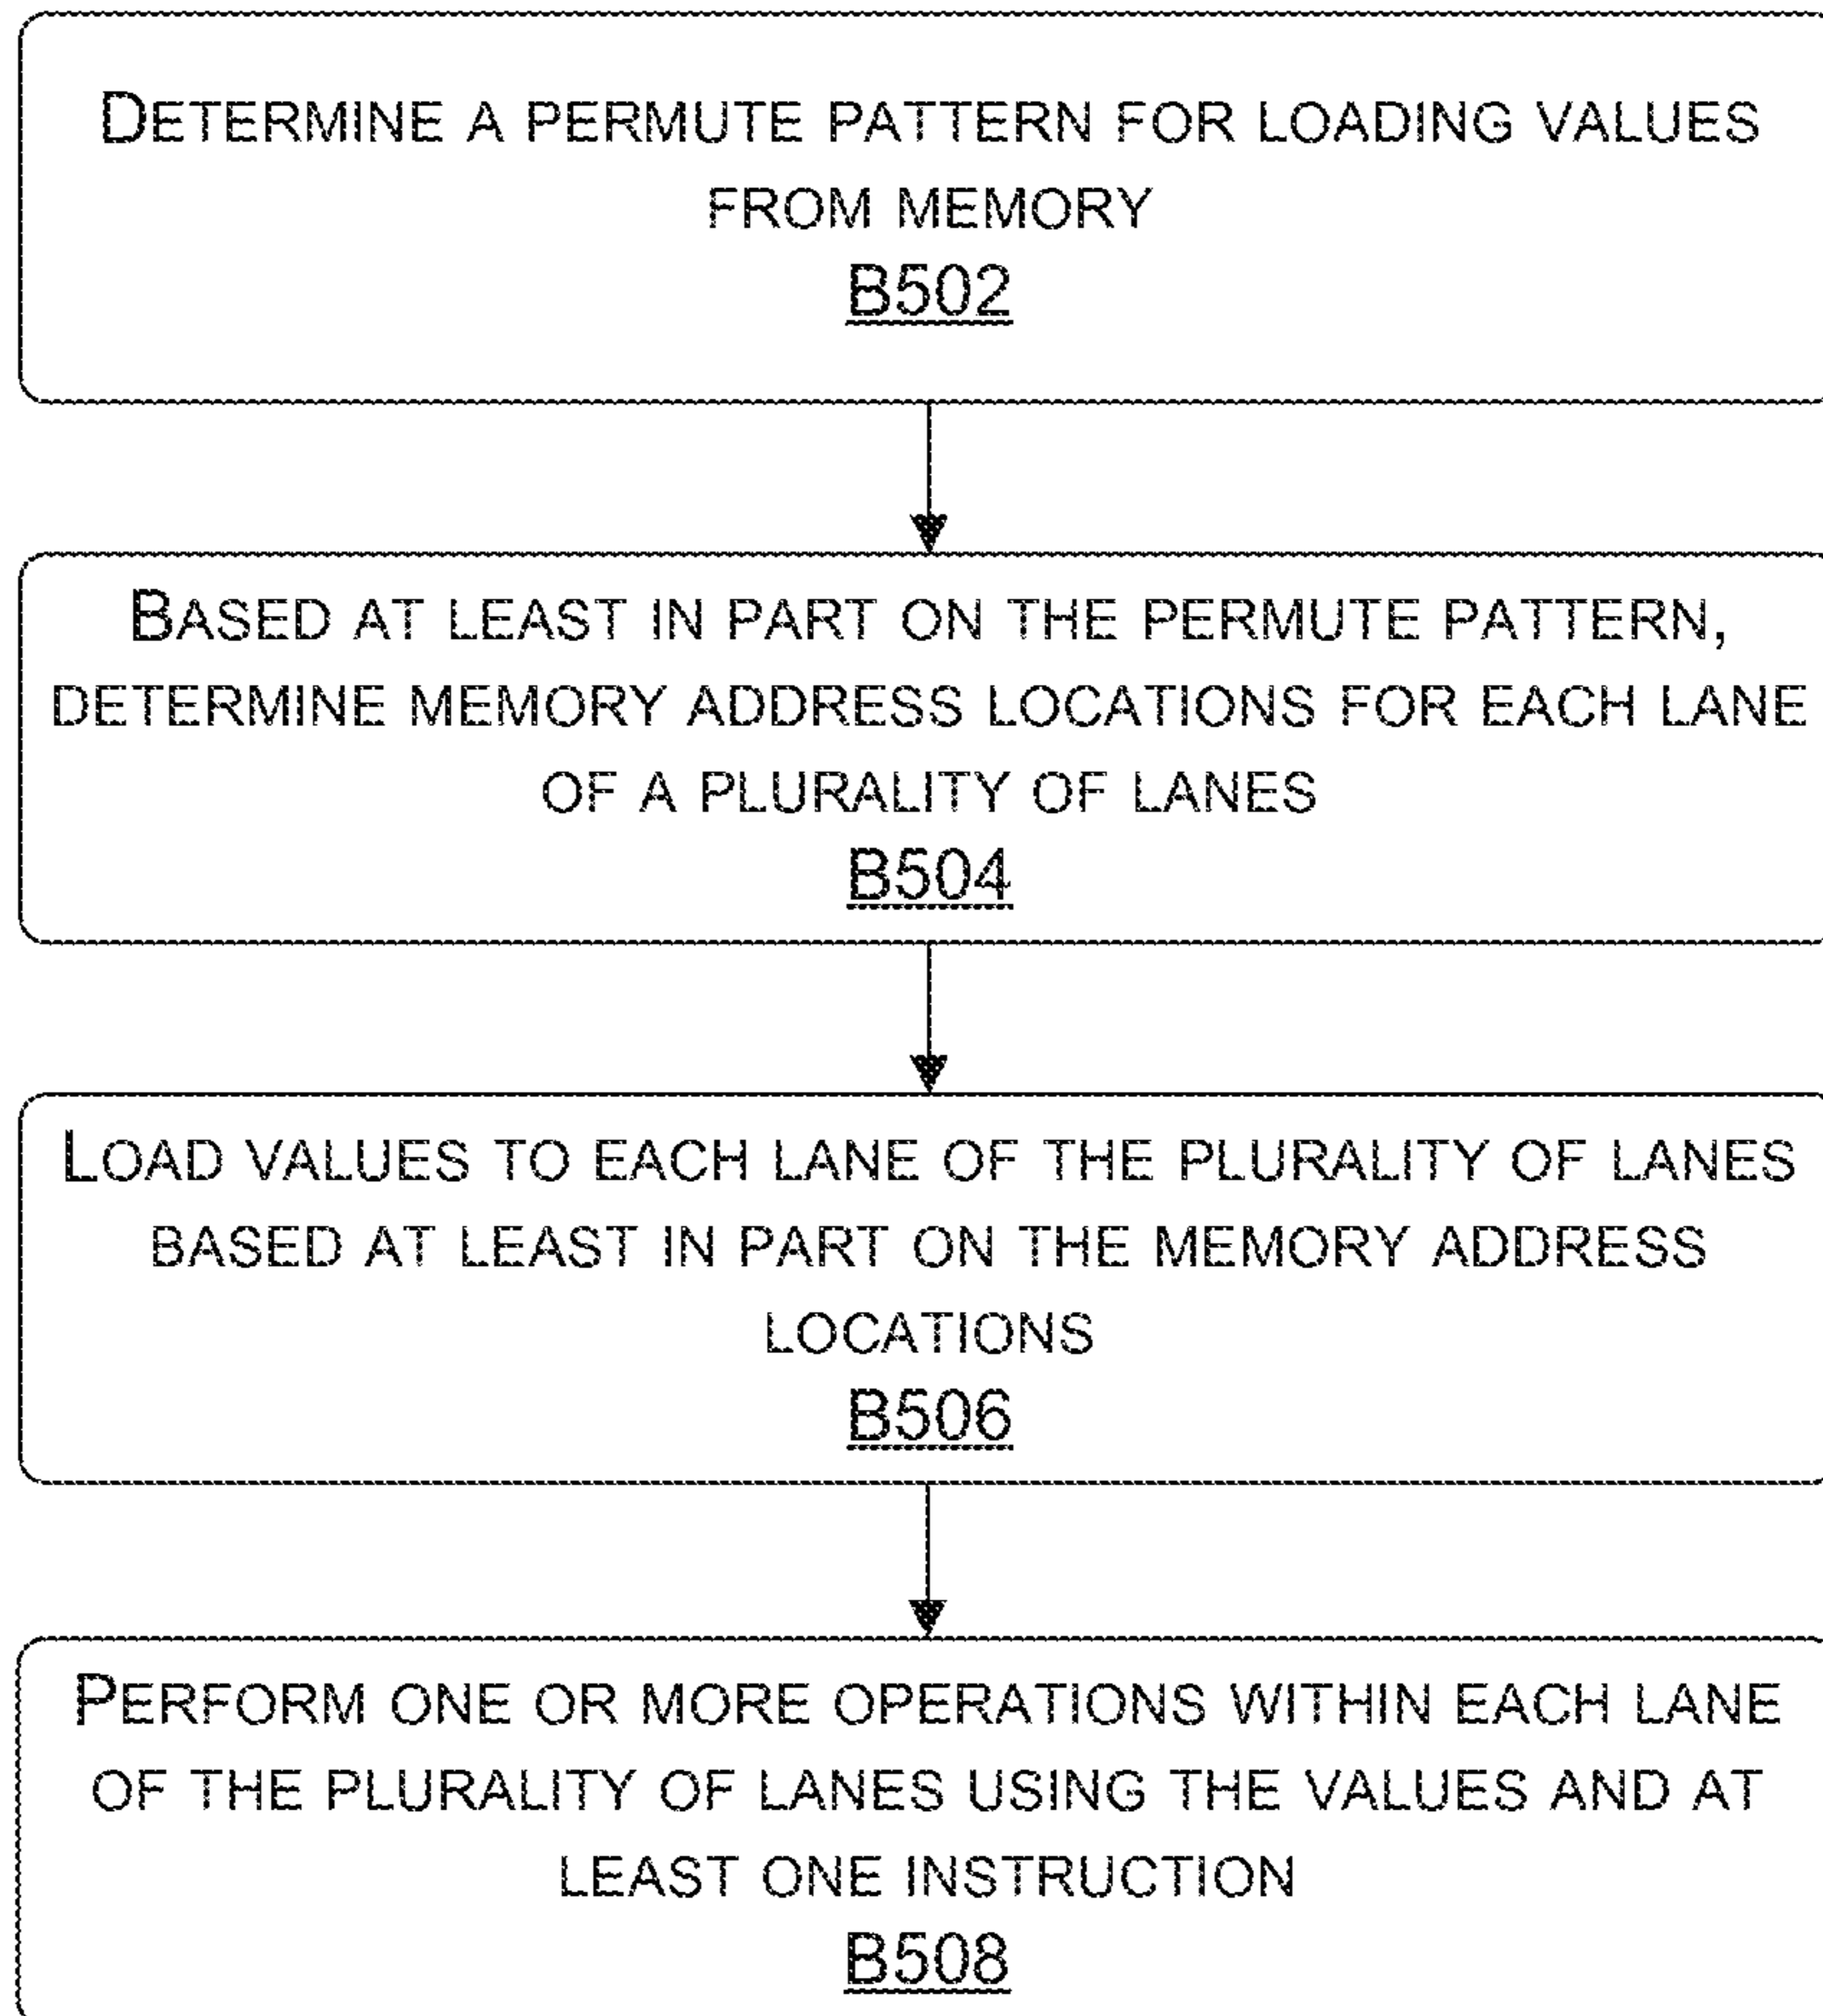 DETERMINE A PERMUTE PATTERN FOR LOADING VALUES
FROM MEMORY
B502
BASED AT LEAST IN PART ON THE PERMUTE PATTERN,
DETERMINE MEMORY ADDRESS LOCATIONS FOR EACH LANE
OF A PLURALITY OF LANES
B504
LOAD VALUES TO EACH LANE OF THE PLURALITY OF LANES
BASED AT LEAST IN PART ON THE MEMORY ADDRESS
LOCATIONS
B506
PERFORM ONE OR MORE OPERATIONS WITHIN EACH LANE
OF THE PLURALITY OF LANES USING THE VALUES AND AT
LEAST ONE INSTRUCTION
B508